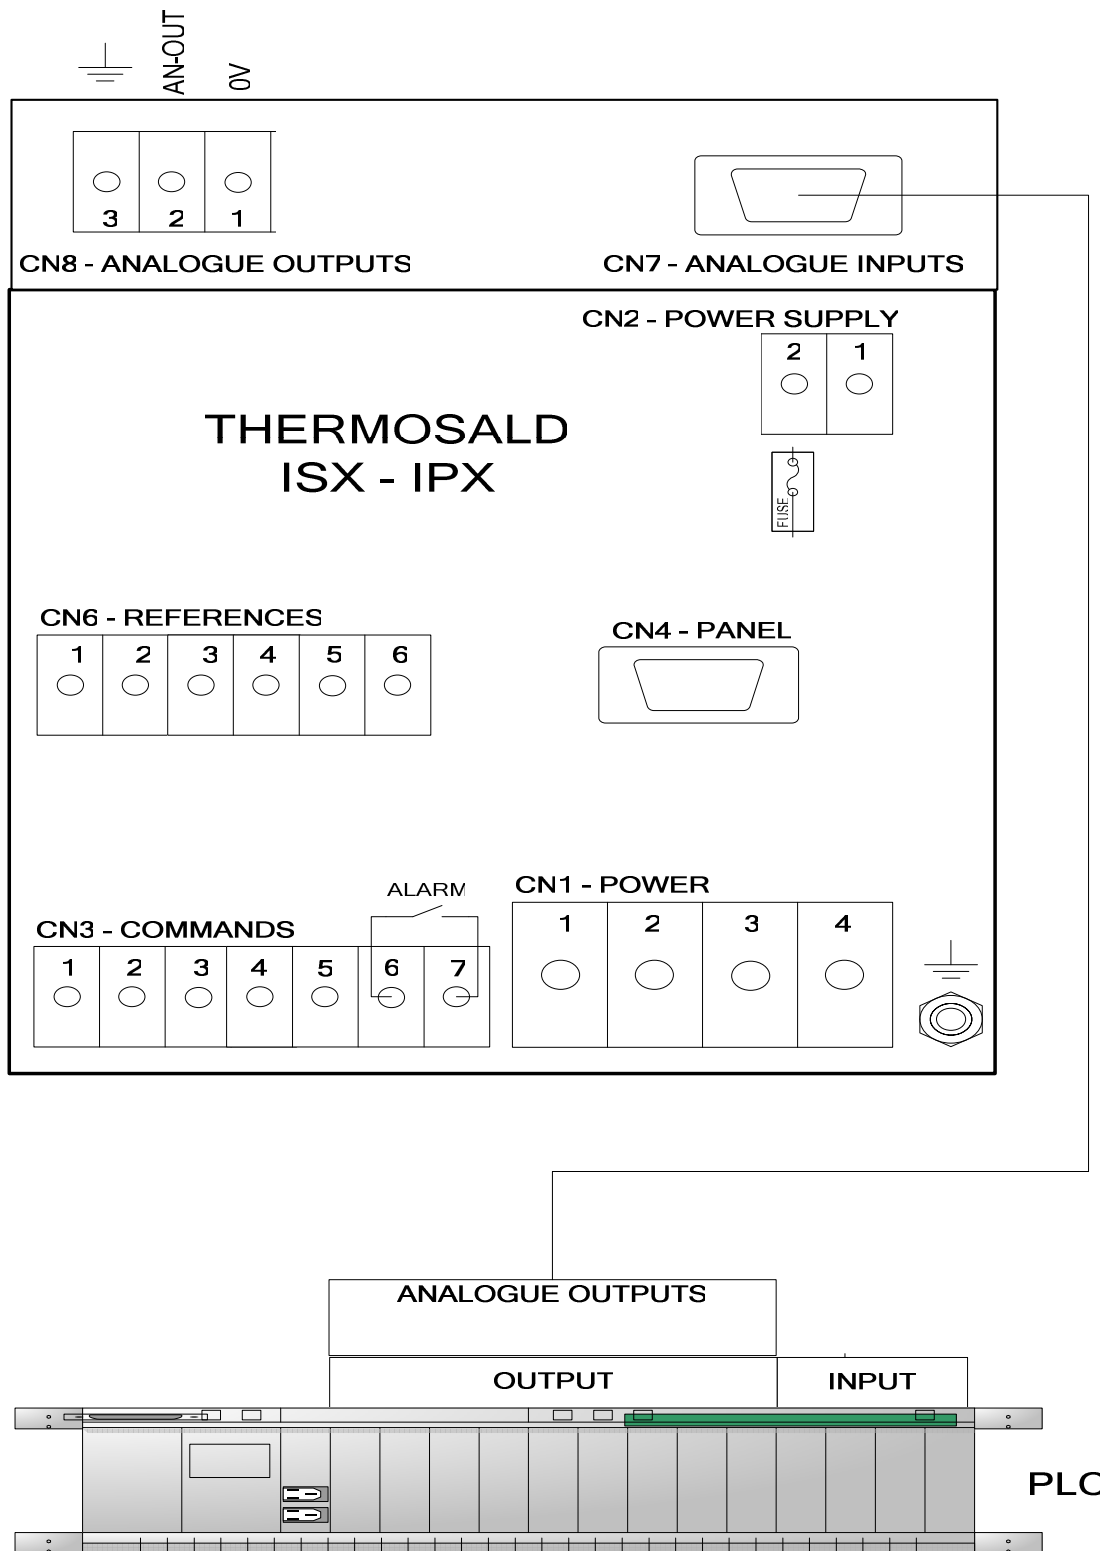 AN-OUT
0V
3 2 1
CN8 - ANALOGUE OUTPUTS
CN7 - ANALOGUE INPUTS
CN2 - POWER SUPPLY
2 1
THERMOSALD
ISX - IPX
FUSE
CN6 - REFERENCES
1 2 3 4 5 6
CN4 - PANEL
ALARM
CN1 - POWER
1 2 3 4
CN3 - COMMANDS
1 2 3 4 5 6 7
ANALOGUE OUTPUTS
OUTPUT
INPUT
PLC